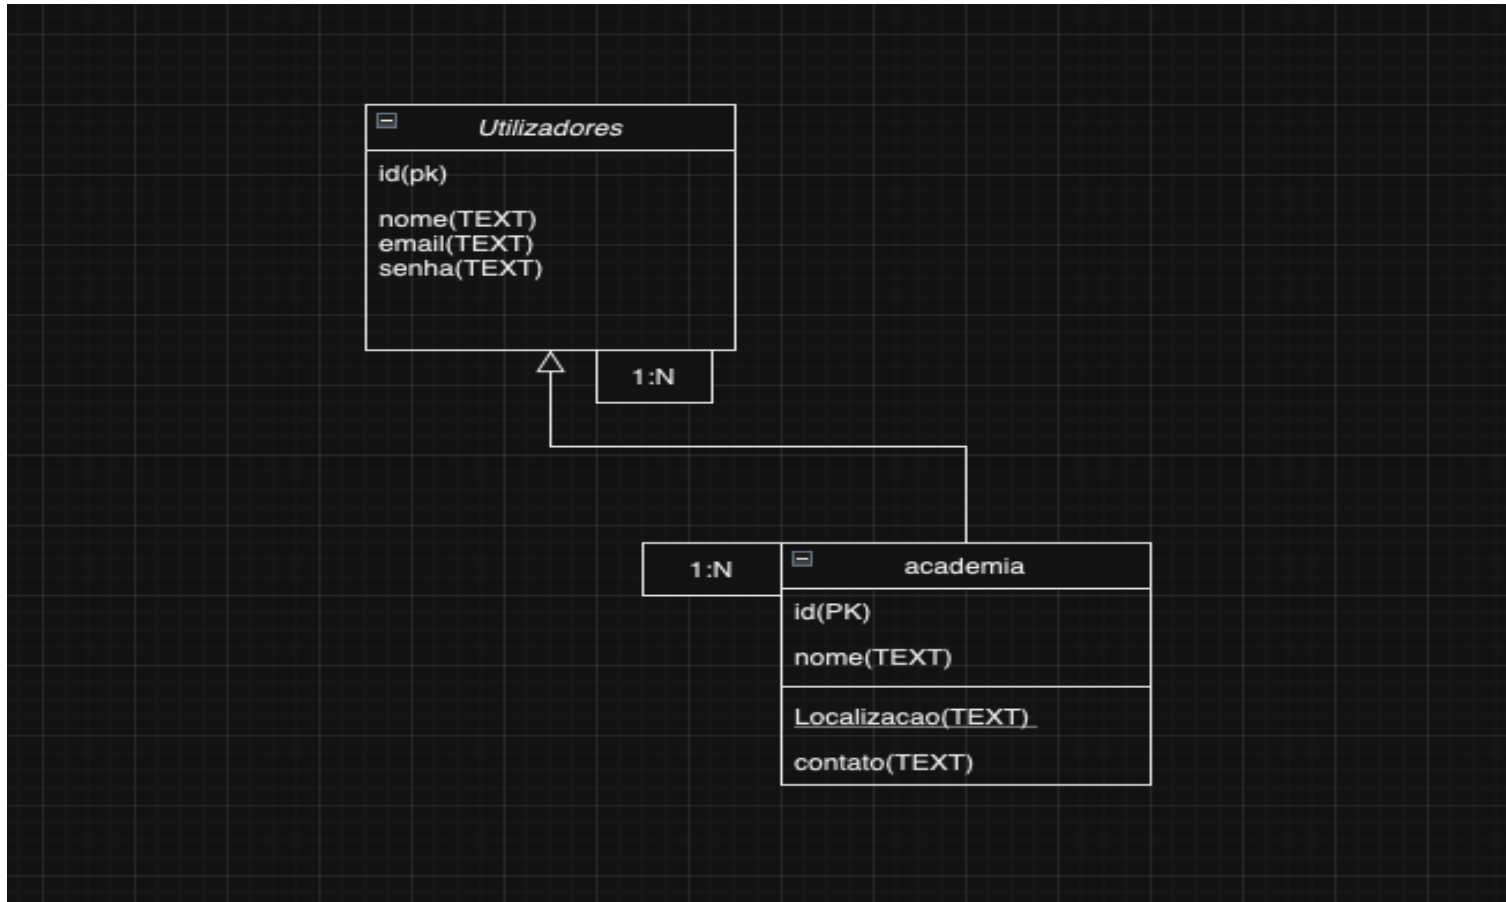 Utilizadores
id(pk)
nome(TEXT)
email(TEXT)
senha(TEXT)
1:N
1:N
academia
id(PK)
nome(TEXT)
Localizacao(TEXT)
contato(TEXT)